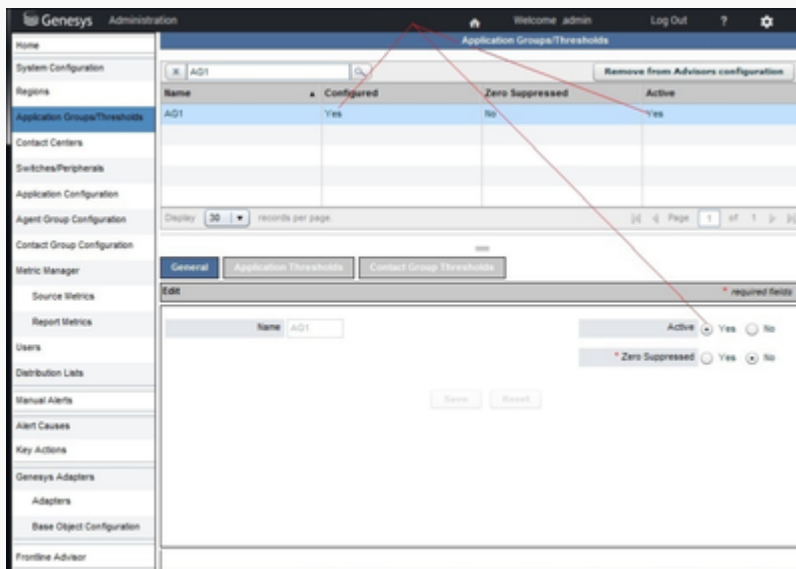 Genesys Administration Welcome admin Log Out ?
Application Groups/Thresholds
Home
System Configuration
Regions
Application Groups/Thresholds
Contact Centers
Switches/Peripherals
Application Configuration
Agent Group Configuration
Contact Group Configuration
Metric Manager
Source Metrics
Report Metrics
Users
Distribution Lists
Manual Alerts
Alert Causes
Key Actions
Genesys Adapters
Adapters
Base Object Configuration
Frontline Advisor
AG1 Remove from Advisors configuration
Name Configured Zero Suppressed Active
AG1 Yes No Yes
Display 30 records per page. Page 1 of 1
General Application Thresholds Contact Group Thresholds
Edit * required fields
Name AG1 Active Yes No
* Zero Suppressed Yes No
Save Reset